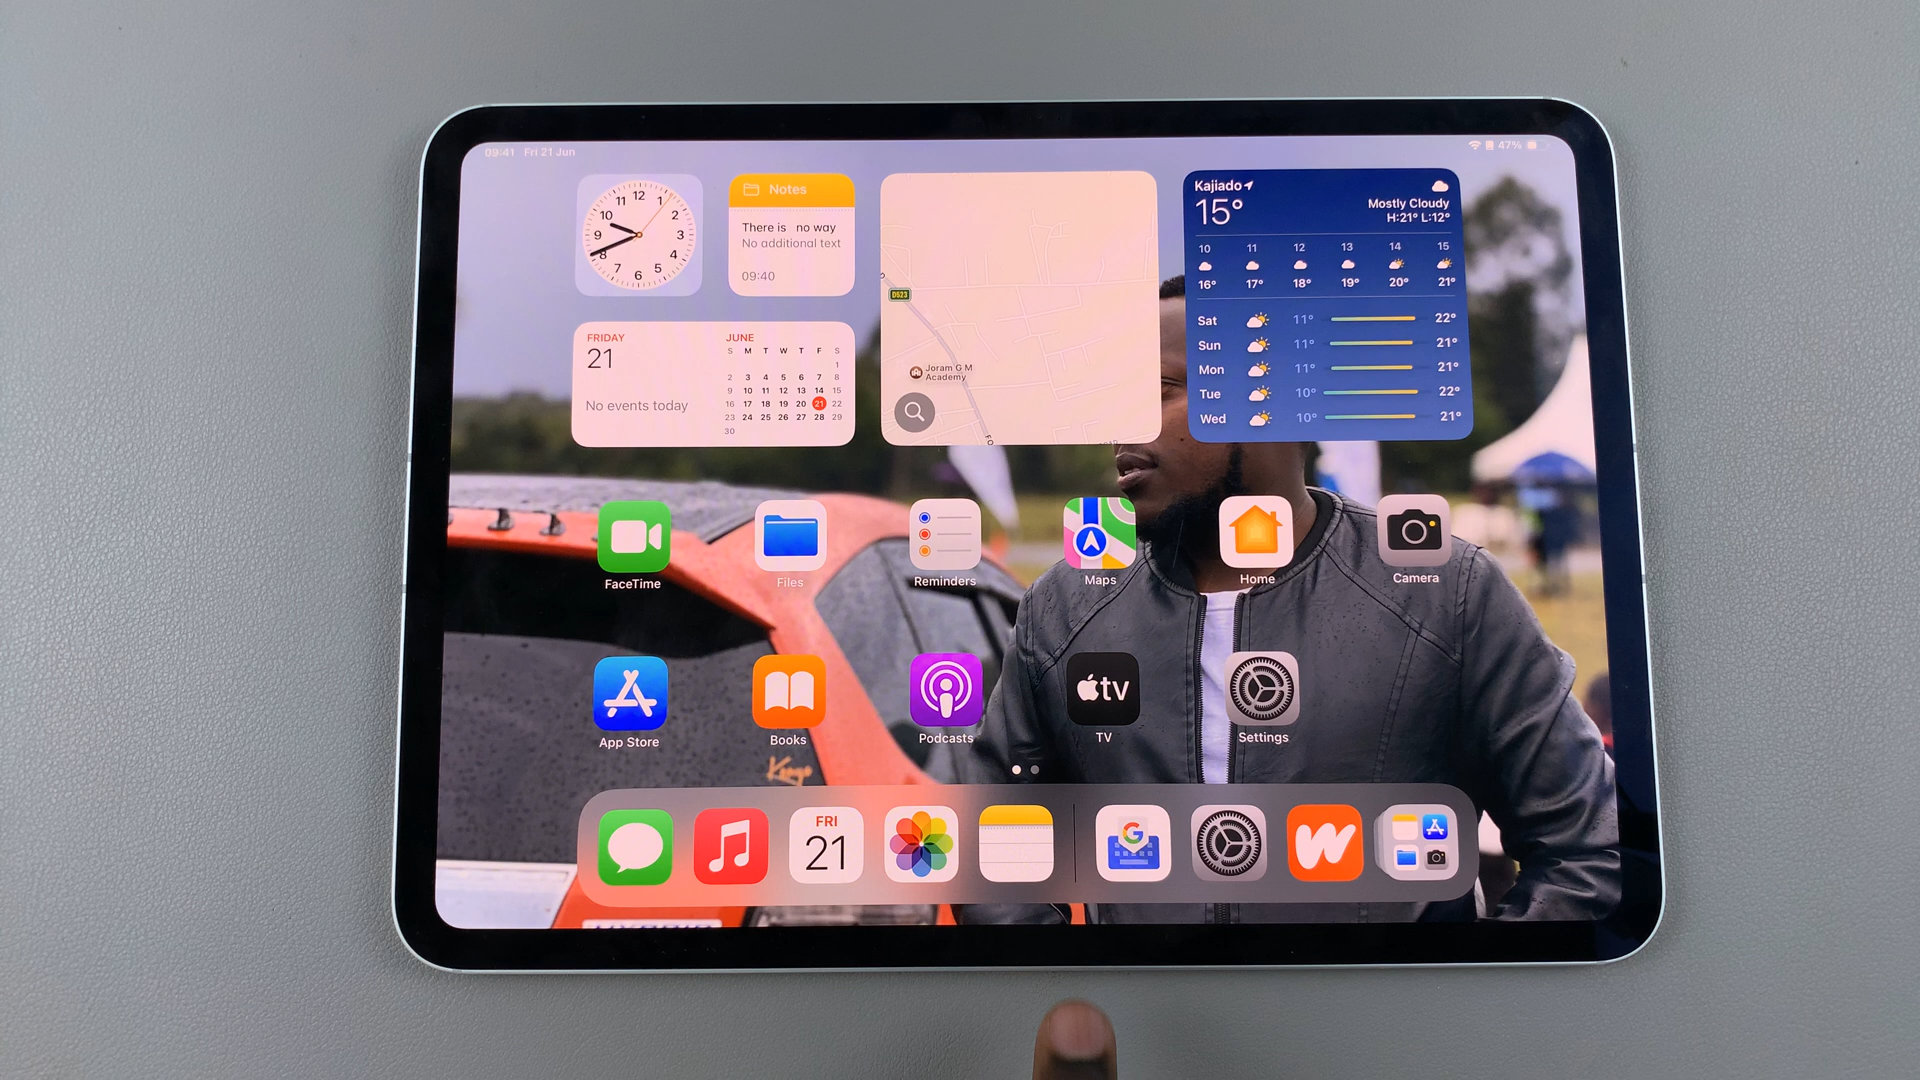 09:41 Fri 21 Jun
47%
12
1
2
3
4
5
6
7
8
9
10
11
Notes
There is no way
No additional text
09:40
FRIDAY
21
No events today
JUNE
S M T W T F S
1
2 3 4 5 6 7 8
9 10 11 12 13 14 15
16 17 18 19 20 21 22
23 24 25 26 27 28 29
30
D523
Joram G M
Academy
Kajiado
15°
Mostly Cloudy
H:21° L:12°
10 11 12 13 14 15
16° 17° 18° 19° 20° 21°
Sat 11° 22°
Sun 11° 21°
Mon 11° 21°
Tue 10° 22°
Wed 10° 21°
FaceTime
Files
Reminders
Maps
Home
Camera
tv
App Store
Books
Podcasts
TV
Settings
FRI
21
G
W